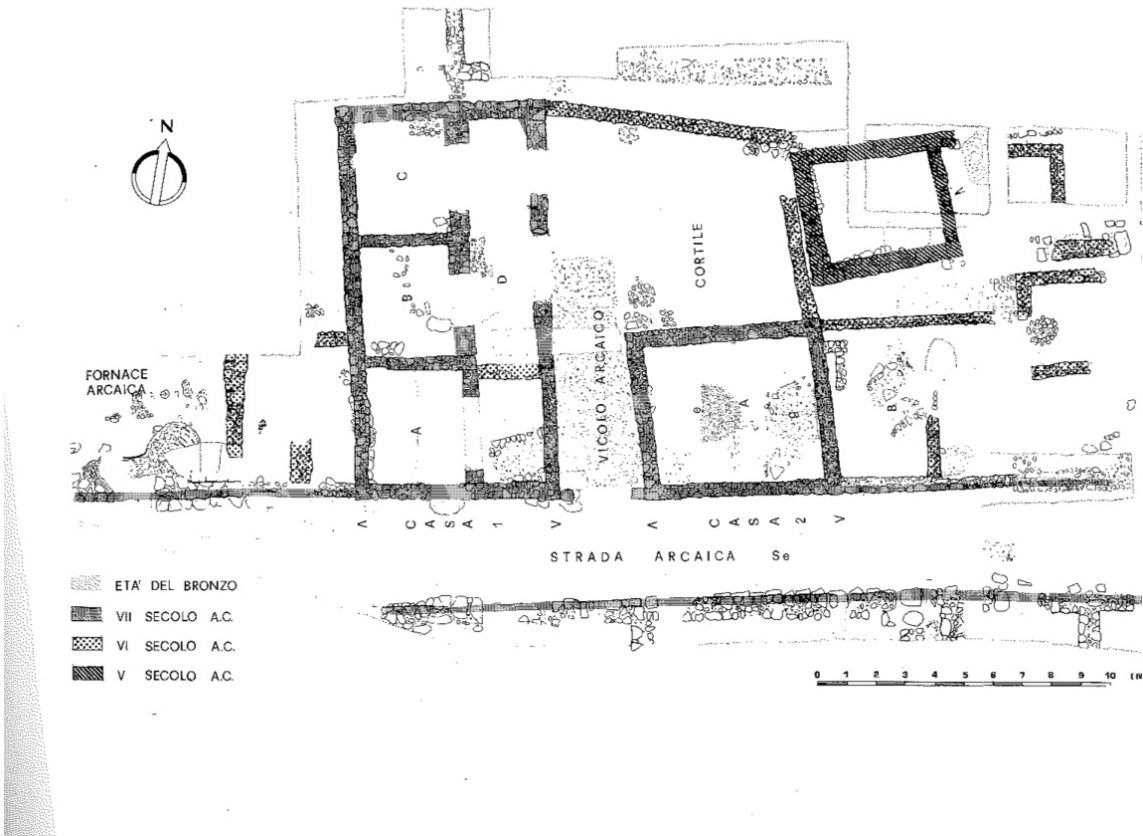 N
C
CORTILE
D
B
VICOLO ARCAICO
FORNACE
ARCAICA
e A g
B
A
A CASA 1 V
A CASA 2 V
STRADA ARCAICA Se
ETA' DEL BRONZO
VII SECOLO A.C.
VI SECOLO A.C.
V SECOLO A.C.
0 1 2 3 4 5 6 7 8 9 10